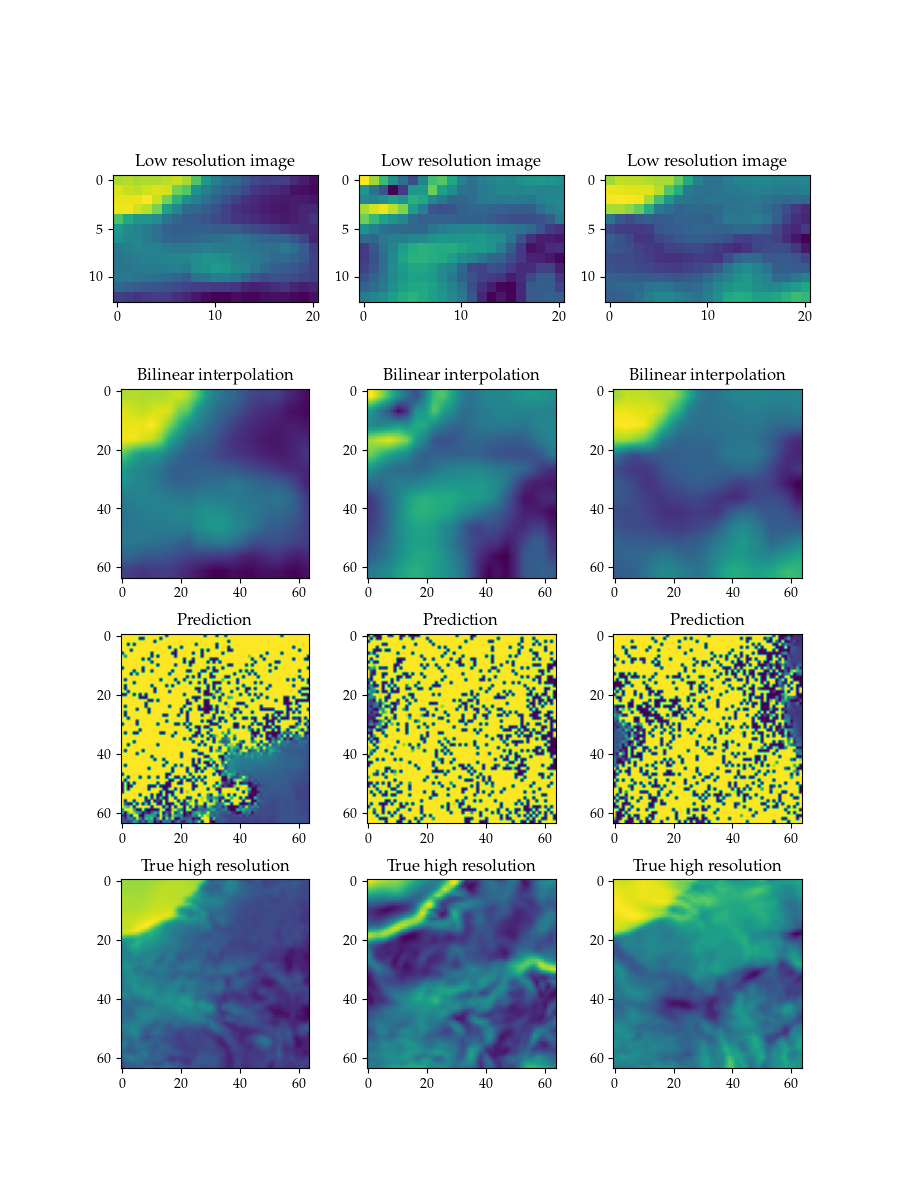 Low resolution image Low resolution image Low resolution image
0 0 0
5 5 5
10 10 10
0 10 20 0 10 20 0 10 20
Bilinear interpolation Bilinear interpolation Bilinear interpolation
0 0 0
20 20 20
40 40 40
60 60 60
0 20 40 60 0 20 40 60 0 20 40 60
Prediction Prediction Prediction
0 0 0
20 20 20
40 40 40
60 60 60
0 20 40 60 0 20 40 60 0 20 40 60
True high resolution True high resolution True high resolution
0 0 0
20 20 20
40 40 40
60 60 60
0 20 40 60 0 20 40 60 0 20 40 60